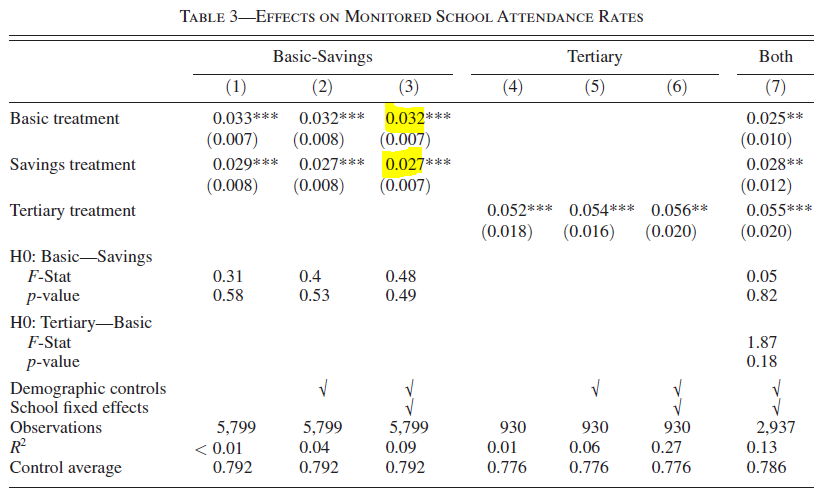 TABLE 3—EFFECTS ON MONITORED SCHOOL ATTENDANCE RATES
Basic-Savings Tertiary Both
(1) (2) (3) (4) (5) (6) (7)
Basic treatment 0.033*** 0.032*** 0.032*** 0.025**
(0.007) (0.008) (0.007) (0.010)
Savings treatment 0.029*** 0.027*** 0.027*** 0.028**
(0.008) (0.008) (0.007) (0.012)
Tertiary treatment 0.052*** 0.054*** 0.056** 0.055***
(0.018) (0.016) (0.020) (0.020)
H0: Basic—Savings
F-Stat 0.31 0.4 0.48 0.05
p-value 0.58 0.53 0.49 0.82
H0: Tertiary—Basic
F-Stat 1.87
p-value 0.18
Demographic controls √ √ √ √ √
School fixed effects √ √ √
Observations 5,799 5,799 5,799 930 930 930 2,937
R² < 0.01 0.04 0.09 0.01 0.06 0.27 0.13
Control average 0.792 0.792 0.792 0.776 0.776 0.776 0.786